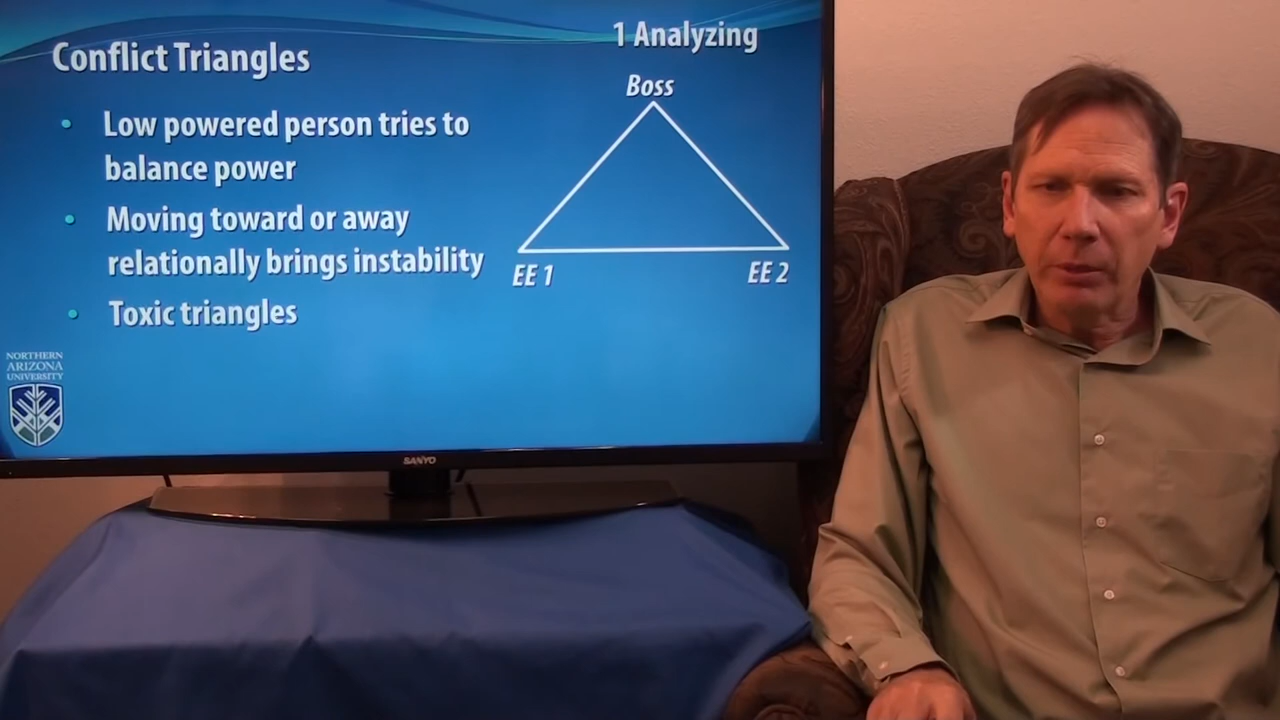 Conflict Triangles
1 Analyzing
Low powered person tries to
balance power
Moving toward or away
relationally brings instability
Toxic triangles
Boss
EE 1
EE 2
NORTHERN
ARIZONA
UNIVERSITY
SANYO